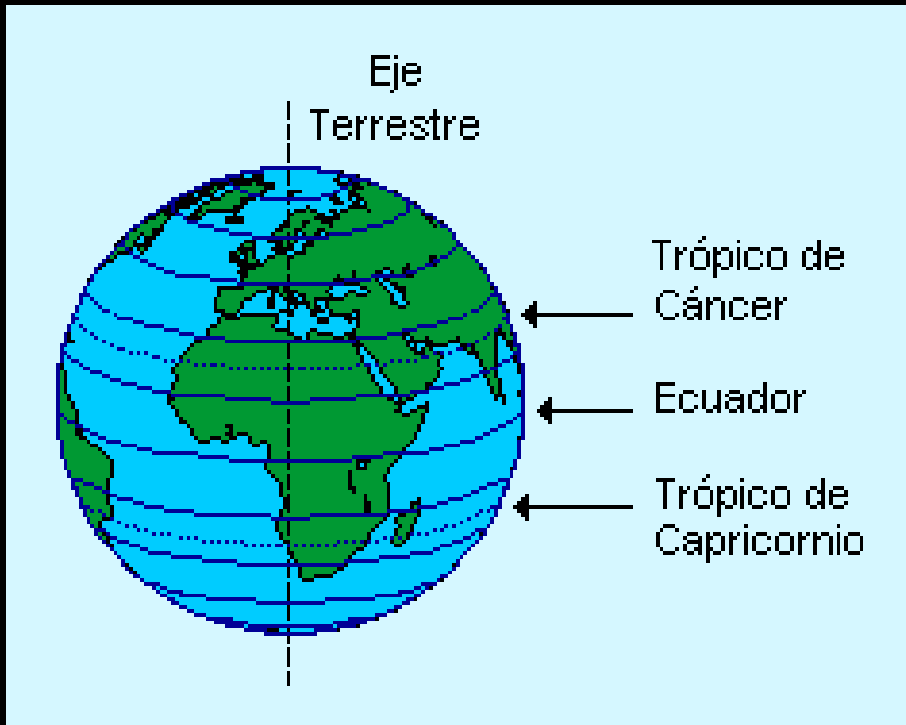 Eje
Terrestre
Trópico de
Cáncer
Ecuador
Trópico de
Capricornio